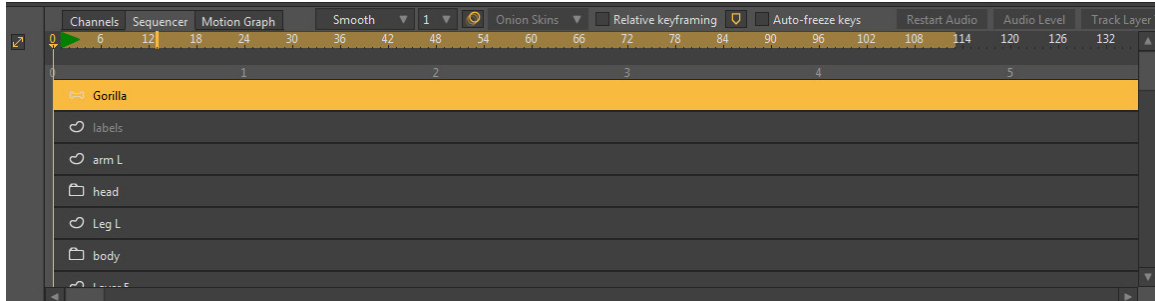 Channels Sequencer Motion Graph Smooth 1 Onion Skins Relative keyframing Auto-freeze keys Restart Audio Audio Level Track Layer
0 6 12 18 24 30 36 42 48 54 60 66 72 78 84 90 96 102 108 114 120 126 132
0 1 2 3 4 5
Gorilla
labels
arm L
head
Leg L
body